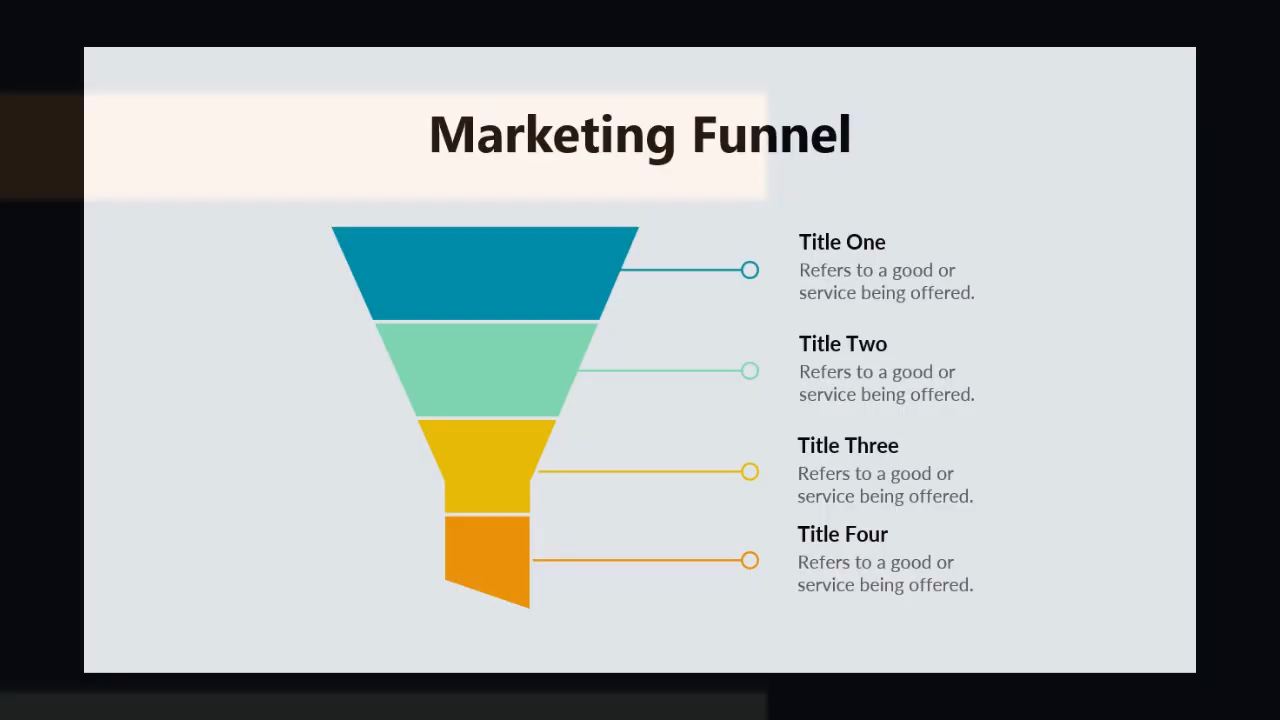 Marketing Funnel
Title One
Refers to a good or
service being offered.
Title Two
Refers to a good or
service being offered.
Title Three
Refers to a good or
service being offered.
Title Four
Refers to a good or
service being offered.